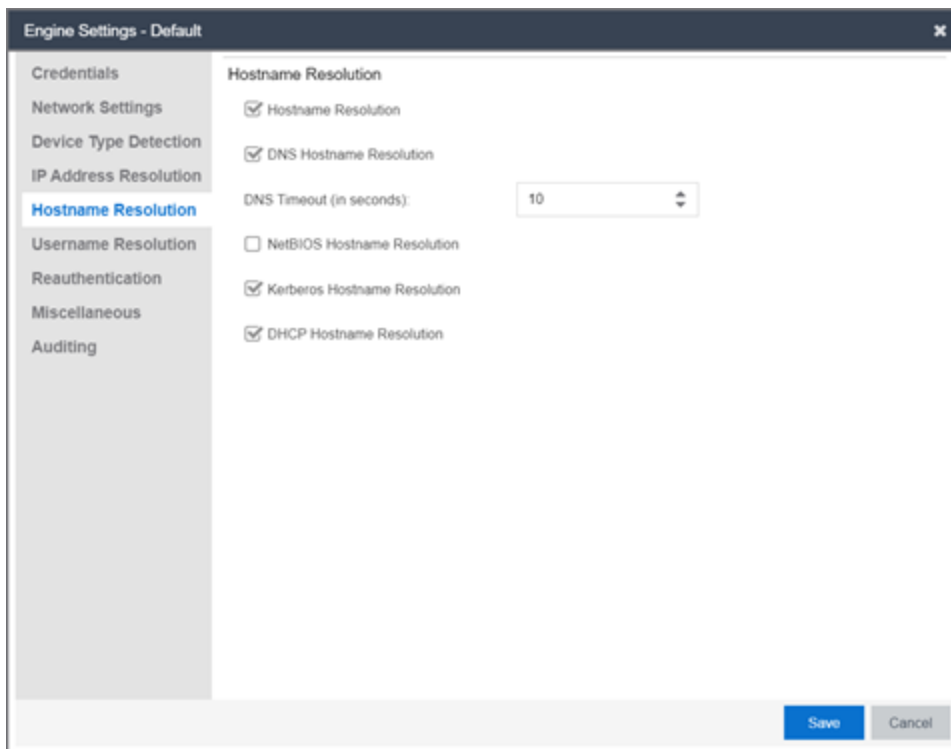 Engine Settings - Default
Credentials
Network Settings
Device Type Detection
IP Address Resolution
Hostname Resolution
Username Resolution
Reauthentication
Miscellaneous
Auditing
Hostname Resolution
Hostname Resolution
DNS Hostname Resolution
DNS Timeout (in seconds): 10
NetBIOS Hostname Resolution
Kerberos Hostname Resolution
DHCP Hostname Resolution
Save Cancel